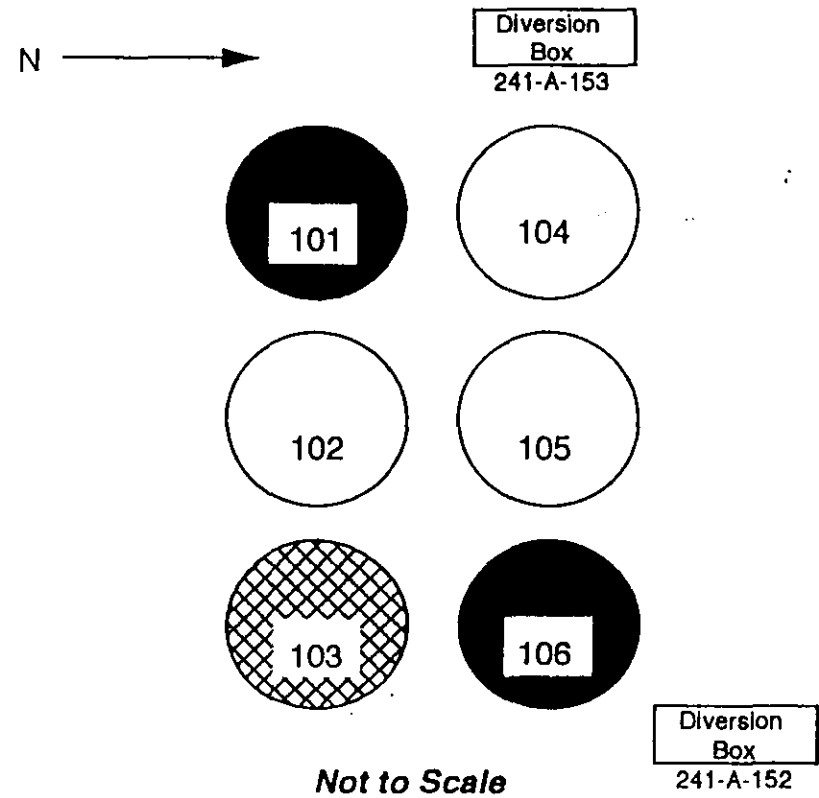 N
Diversion
Box
241-A-153
101
104
102
105
103
106
Diversion
Box
241-A-152
Not to Scale